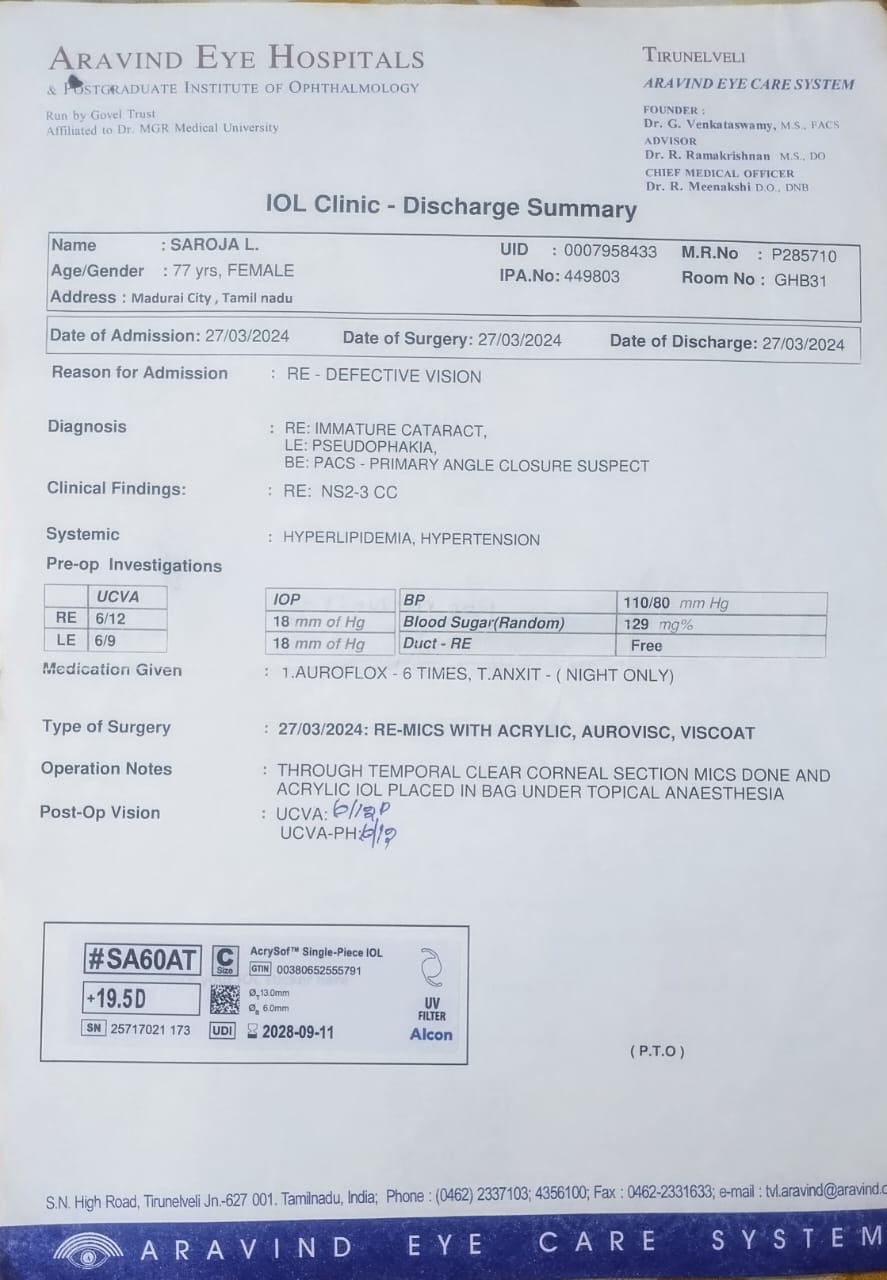 ARAVIND EYE HOSPITALS
& POSTGRADUATE INSTITUTE OF OPHTHALMOLOGY
Run by Govel Trust
Affiliated to Dr. MGR Medical University
TIRUNELVELI
ARAVIND EYE CARE SYSTEM
FOUNDER :
Dr. G. Venkataswamy, M.S., FACS
ADVISOR
Dr. R. Ramakrishnan M.S., DO
CHIEF MEDICAL OFFICER
Dr. R. Meenakshi D.O., DNB
IOL Clinic - Discharge Summary
Name : SAROJA L. UID : 0007958433 M.R.No : P285710
Age/Gender : 77 yrs, FEMALE IPA.No: 449803 Room No : GHB31
Address : Madurai City , Tamil nadu
Date of Admission: 27/03/2024 Date of Surgery: 27/03/2024 Date of Discharge: 27/03/2024
Reason for Admission : RE - DEFECTIVE VISION
Diagnosis : RE: IMMATURE CATARACT,
LE: PSEUDOPHAKIA,
BE: PACS - PRIMARY ANGLE CLOSURE SUSPECT
Clinical Findings: : RE: NS2-3 CC
Systemic : HYPERLIPIDEMIA, HYPERTENSION
Pre-op Investigations
UCVA IOP BP 110/80 mm Hg
RE 6/12 18 mm of Hg Blood Sugar(Random) 129 mg%
LE 6/9 18 mm of Hg Duct - RE Free
Medication Given : 1.AUROFLOX - 6 TIMES, T.ANXIT - ( NIGHT ONLY)
Type of Surgery : 27/03/2024: RE-MICS WITH ACRYLIC, AUROVISC, VISCOAT
Operation Notes : THROUGH TEMPORAL CLEAR CORNEAL SECTION MICS DONE AND
ACRYLIC IOL PLACED IN BAG UNDER TOPICAL ANAESTHESIA
Post-Op Vision : UCVA: 6/12P
UCVA-PH:6/12
#SA60AT C Size AcrySof™ Single-Piece IOL
GTIN 00380652555791
+19.5D Ø 13.0mm
Ø 6.0mm
SN 25717021 173 UDI 2028-09-11
UV
FILTER
Alcon
( P.T.O )
S.N. High Road, Tirunelveli Jn.-627 001. Tamilnadu, India; Phone : (0462) 2337103; 4356100; Fax : 0462-2331633; e-mail : tvl.aravind@aravind.
ARAVIND EYE CARE SYSTEM